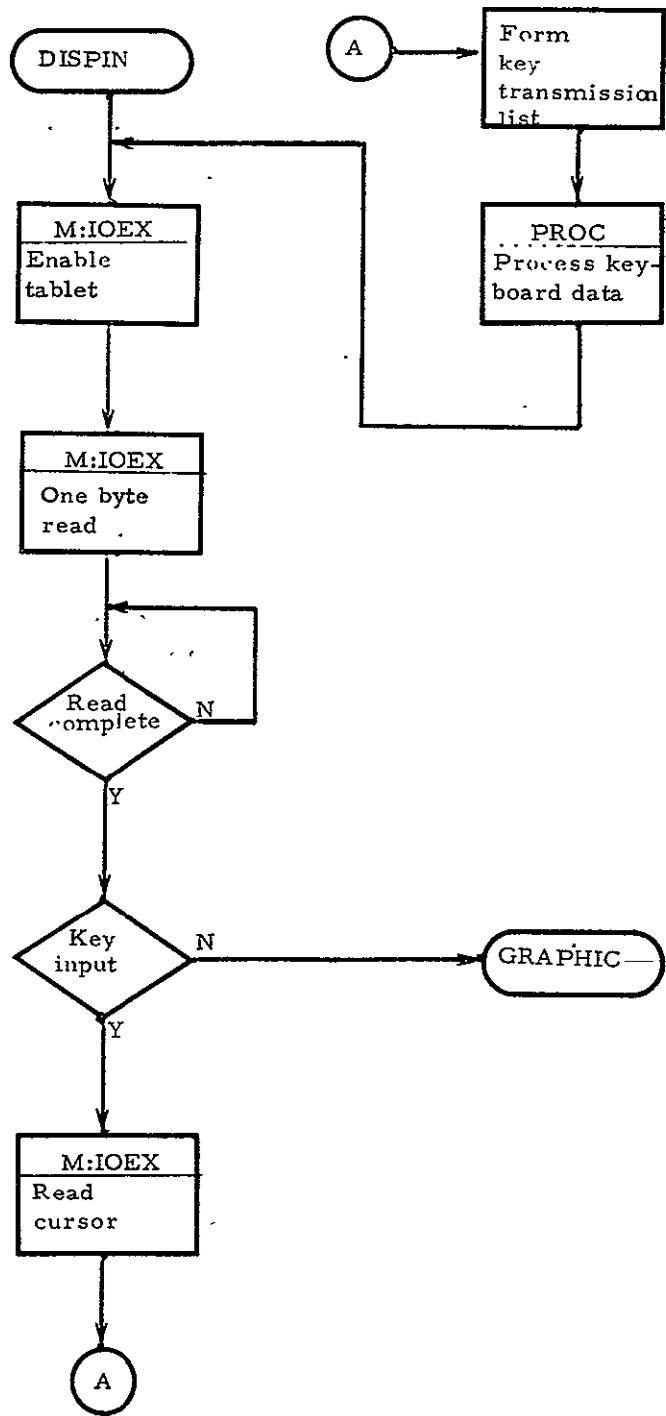 DISPIN
M:IOEX
Enable
tablet
M:IOEX
One byte
read
Read
complete
N
Y
Key
input
N
Y
GRAPHIC
M:IOEX
Read
cursor
A
A
Form
key
transmission
list
PROC
Process key-
board data